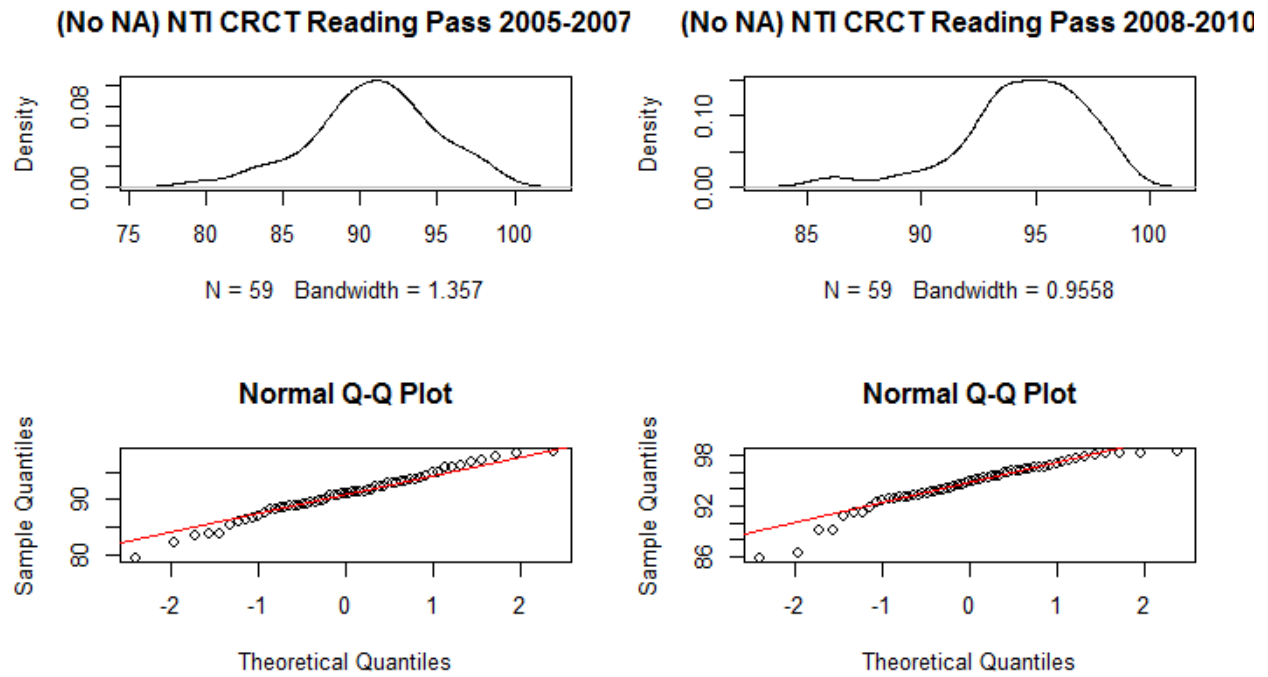 (No NA) NTI CRCT Reading Pass 2005-2007
Density
0.00 0.08
75 80 85 90 95 100
N = 59 Bandwidth = 1.357
(No NA) NTI CRCT Reading Pass 2008-2010
Density
0.00 0.10
85 90 95 100
N = 59 Bandwidth = 0.9558
Normal Q-Q Plot
Sample Quantiles
80 90
-2 -1 0 1 2
Theoretical Quantiles
Normal Q-Q Plot
Sample Quantiles
86 92 98
-2 -1 0 1 2
Theoretical Quantiles